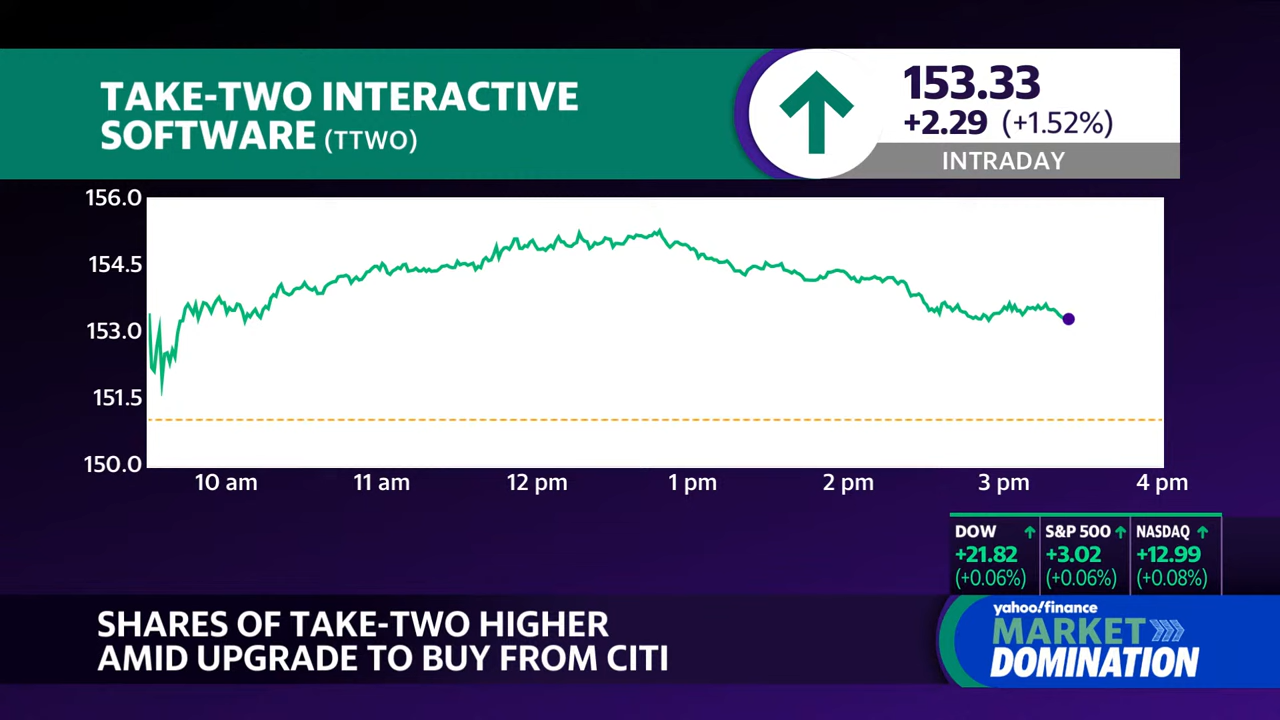 TAKE-TWO INTERACTIVE
SOFTWARE (TTWO)
153.33
+2.29 (+1.52%)
INTRADAY
156.0
154.5
153.0
151.5
150.0
10 am 11 am 12 pm 1 pm 2 pm 3 pm 4 pm
DOW S&P 500 NASDAQ
+21.82 +3.02 +12.99
(+0.06%) (+0.06%) (+0.08%)
SHARES OF TAKE-TWO HIGHER
AMID UPGRADE TO BUY FROM CITI
yahoo!finance
MARKET
DOMINATION